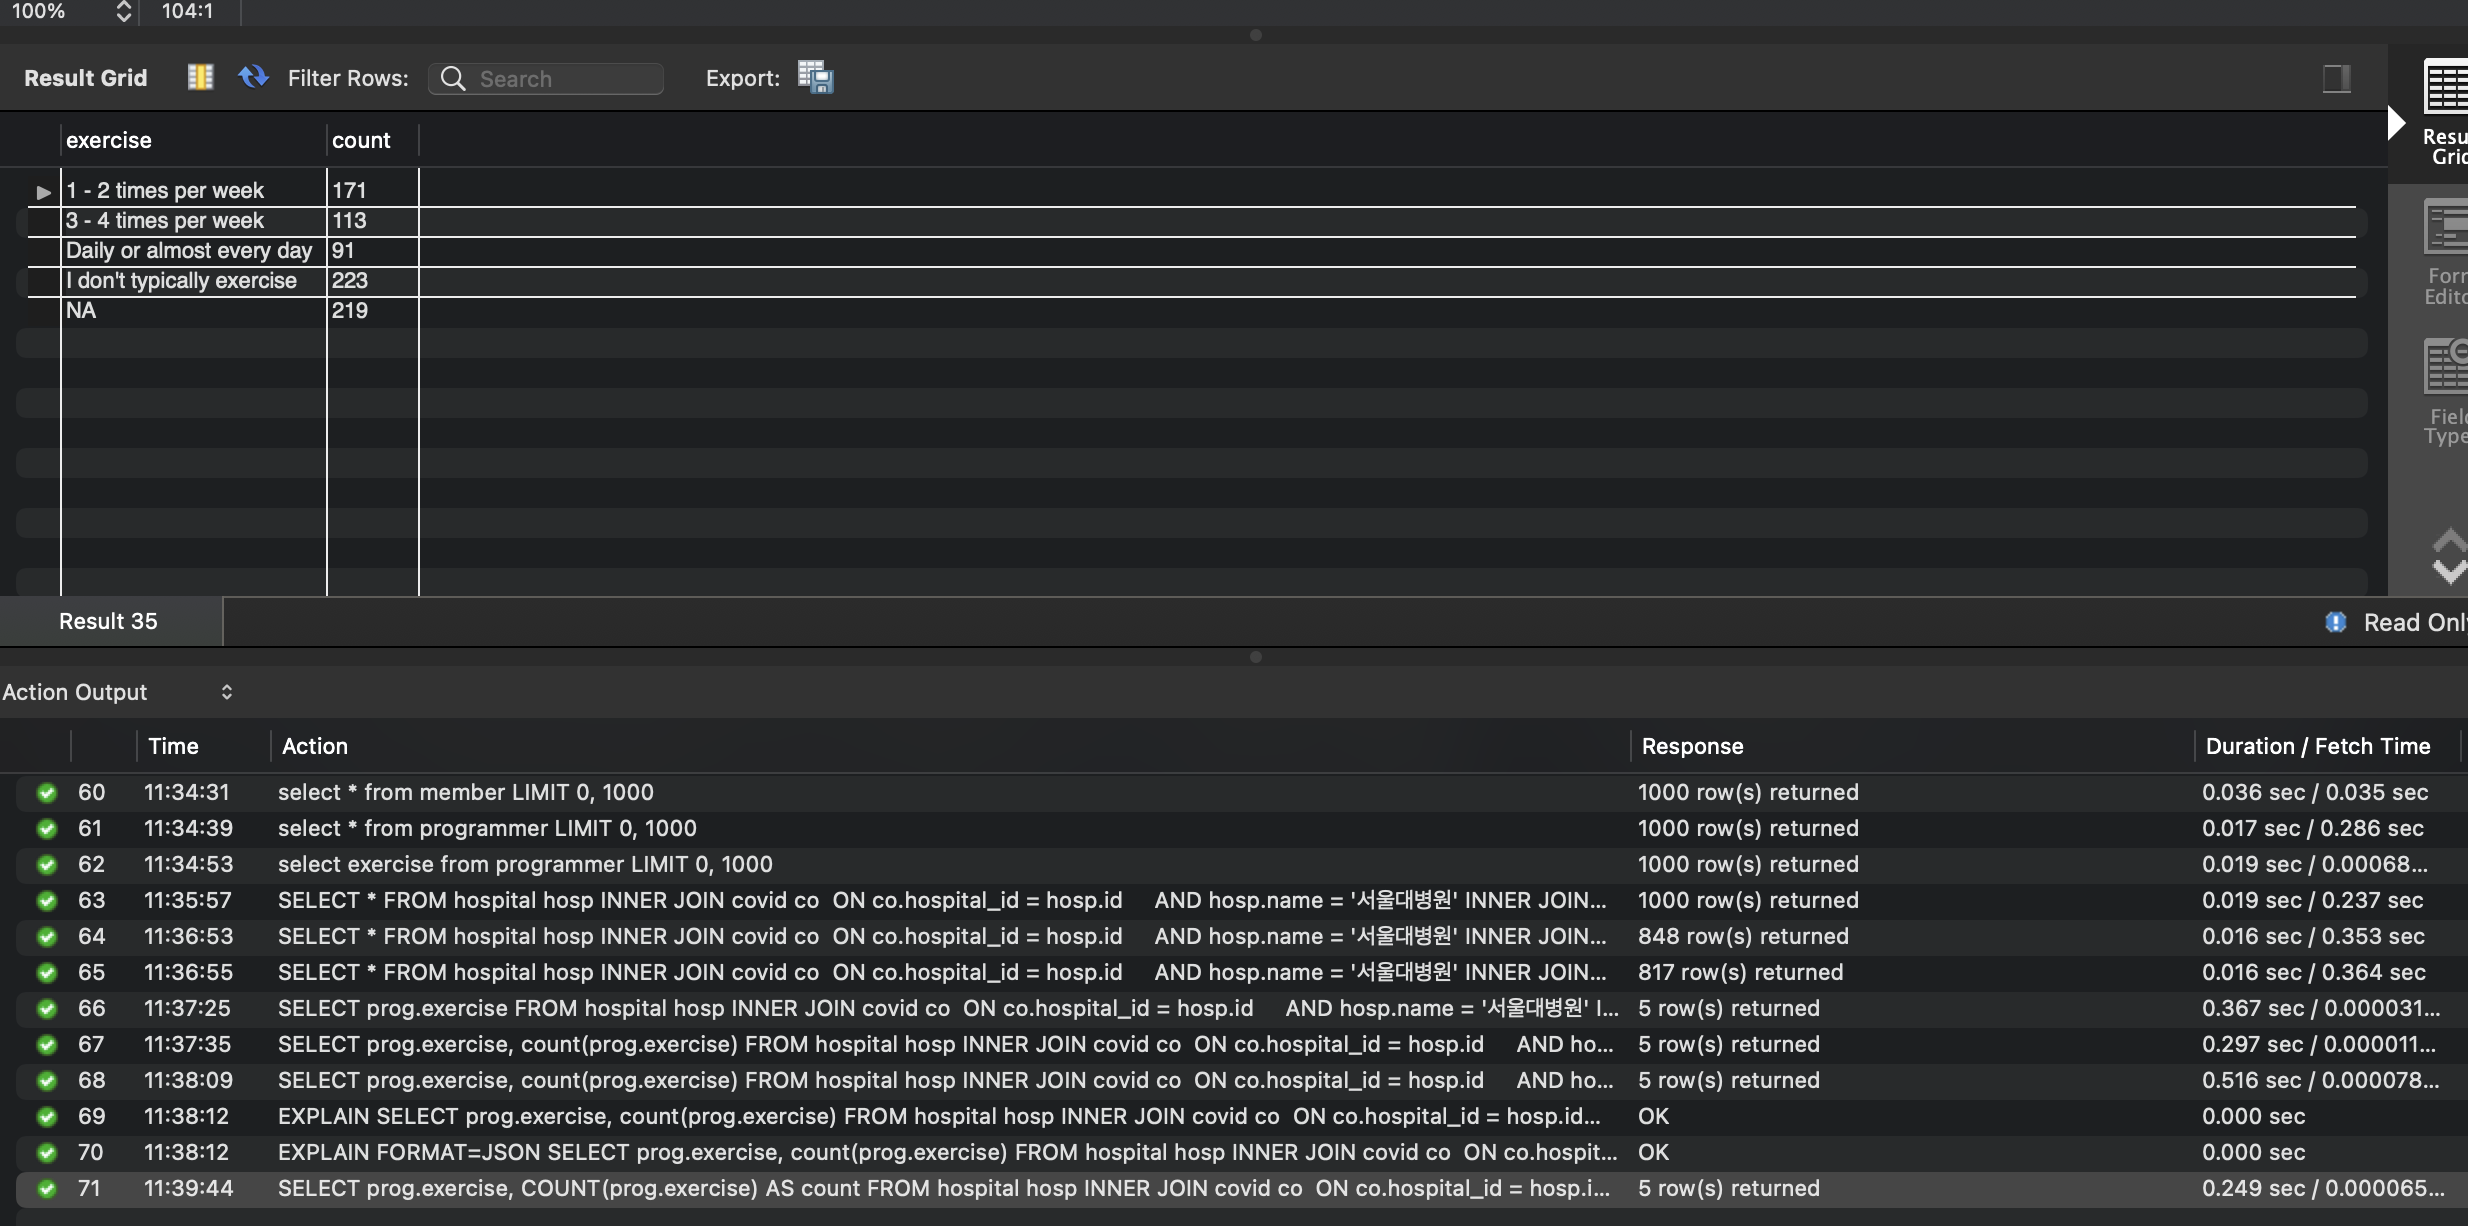 100% 104:1
Result Grid Filter Rows: Search Export:
exercise count
1 - 2 times per week 171
3 - 4 times per week 113
Daily or almost every day 91
I don't typically exercise 223
NA 219
Resu
Grid
Forr
Edito
Field
Type
Result 35 Read Only
Action Output
Time Action Response Duration / Fetch Time
60 11:34:31 select * from member LIMIT 0, 1000 1000 row(s) returned 0.036 sec / 0.035 sec
61 11:34:39 select * from programmer LIMIT 0, 1000 1000 row(s) returned 0.017 sec / 0.286 sec
62 11:34:53 select exercise from programmer LIMIT 0, 1000 1000 row(s) returned 0.019 sec / 0.00068...
63 11:35:57 SELECT * FROM hospital hosp INNER JOIN covid co ON co.hospital_id = hosp.id AND hosp.name = '서울대병원' INNER JOIN... 1000 row(s) returned 0.019 sec / 0.237 sec
64 11:36:53 SELECT * FROM hospital hosp INNER JOIN covid co ON co.hospital_id = hosp.id AND hosp.name = '서울대병원' INNER JOIN... 848 row(s) returned 0.016 sec / 0.353 sec
65 11:36:55 SELECT * FROM hospital hosp INNER JOIN covid co ON co.hospital_id = hosp.id AND hosp.name = '서울대병원' INNER JOIN... 817 row(s) returned 0.016 sec / 0.364 sec
66 11:37:25 SELECT prog.exercise FROM hospital hosp INNER JOIN covid co ON co.hospital_id = hosp.id AND hosp.name = '서울대병원' I... 5 row(s) returned 0.367 sec / 0.000031...
67 11:37:35 SELECT prog.exercise, count(prog.exercise) FROM hospital hosp INNER JOIN covid co ON co.hospital_id = hosp.id AND ho... 5 row(s) returned 0.297 sec / 0.000011...
68 11:38:09 SELECT prog.exercise, count(prog.exercise) FROM hospital hosp INNER JOIN covid co ON co.hospital_id = hosp.id AND ho... 5 row(s) returned 0.516 sec / 0.000078...
69 11:38:12 EXPLAIN SELECT prog.exercise, count(prog.exercise) FROM hospital hosp INNER JOIN covid co ON co.hospital_id = hosp.id... OK 0.000 sec
70 11:38:12 EXPLAIN FORMAT=JSON SELECT prog.exercise, count(prog.exercise) FROM hospital hosp INNER JOIN covid co ON co.hospit... OK 0.000 sec
71 11:39:44 SELECT prog.exercise, COUNT(prog.exercise) AS count FROM hospital hosp INNER JOIN covid co ON co.hospital_id = hosp.i... 5 row(s) returned 0.249 sec / 0.000065...